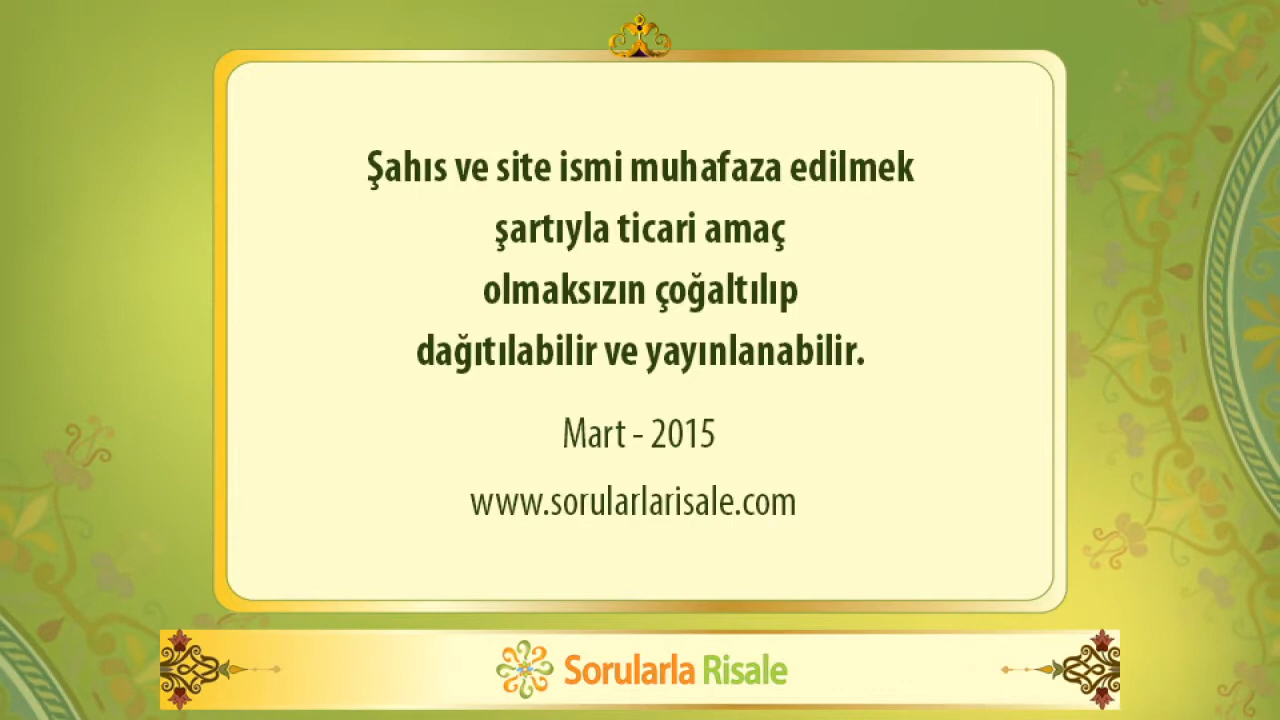 Şahıs ve site ismi muhafaza edilmek
şartıyla ticari amaç
olmaksızın çoğaltılıp
dağıtılabilir ve yayınlanabilir.
Mart - 2015
www.sorularlarisale.com
Sorularla Risale